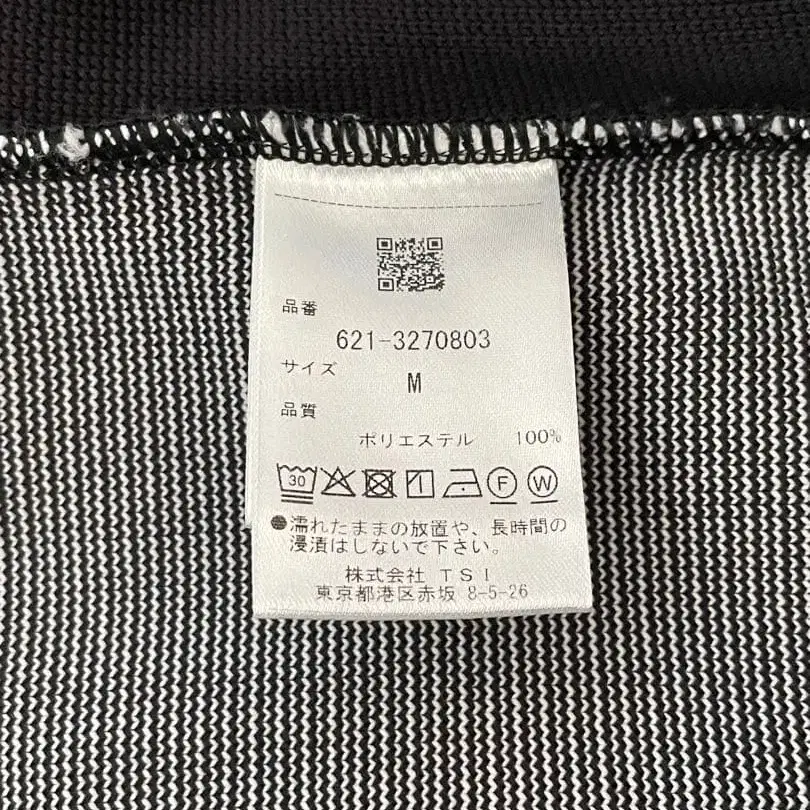 品番
621-3270803
サイズ
M
品質
ポリエステル 100%
30 F W
●濡れたままの放置や、長時間の
浸漬はしないで下さい。
株式会社 TSI
東京都港区赤坂 8-5-26